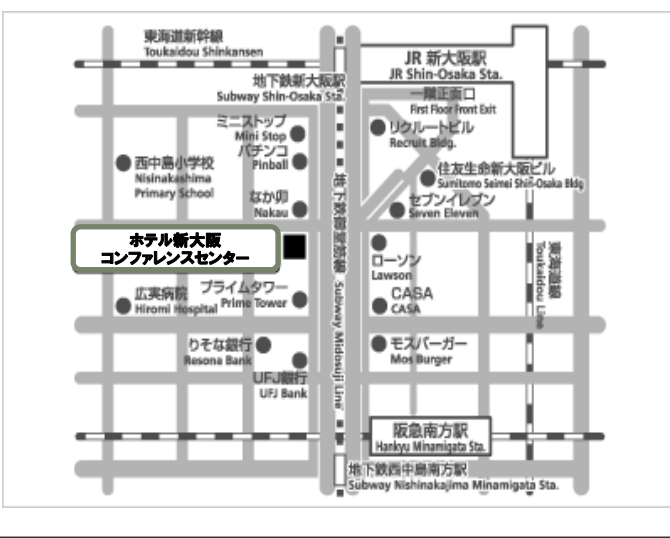 東海道新幹線
Toukaidou Shinkansen
JR 新大阪駅
JR Shin-Osaka Sta.
地下鉄新大阪駅
Subway Shin-Osaka Sta.
一階正面口
First Floor Front Exit
ミニストップ
Mini Stop
リクルートビル
Recruit Bldg.
パチンコ
Pinball
西中島小学校
Nisinakashima
Primary School
住友生命新大阪ビル
Sumitomo Seimei Shin-Osaka Bldg
なか卯
Nakau
セブンイレブン
Seven Eleven
ホテル新大阪
コンファレンスセンター
地下鉄御堂筋線 Subway Midosuji Line
ローソン
Lawson
東海道線
Toukaidou Line
プライムタワー
Prime Tower
広実病院
Hiromi Hospital
CASA
CASA
りそな銀行
Resona Bank
モスバーガー
Mos Burger
UFJ銀行
UFJ Bank
阪急南方駅
Hankyu Minamigata Sta.
地下鉄西中島南方駅
Subway Nishinakajima Minamigata Sta.